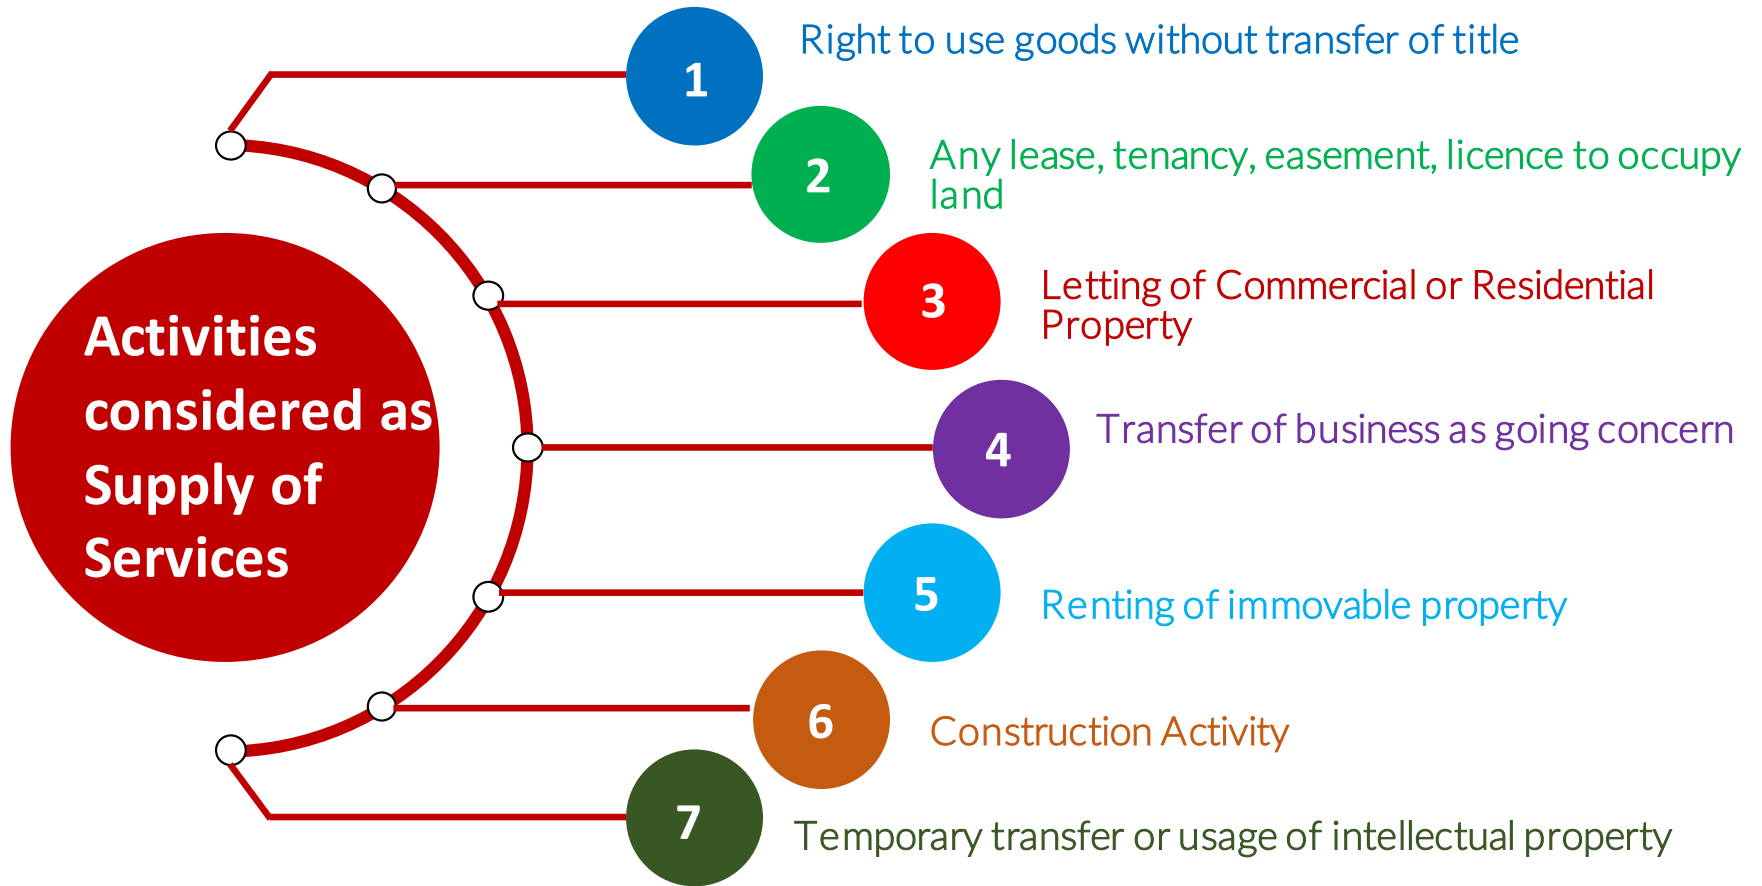 Activities
considered as
Supply of
Services
1
Right to use goods without transfer of title
2
Any lease, tenancy, easement, licence to occupy
land
3
Letting of Commercial or Residential
Property
4
Transfer of business as going concern
5
Renting of immovable property
6
Construction Activity
7
Temporary transfer or usage of intellectual property